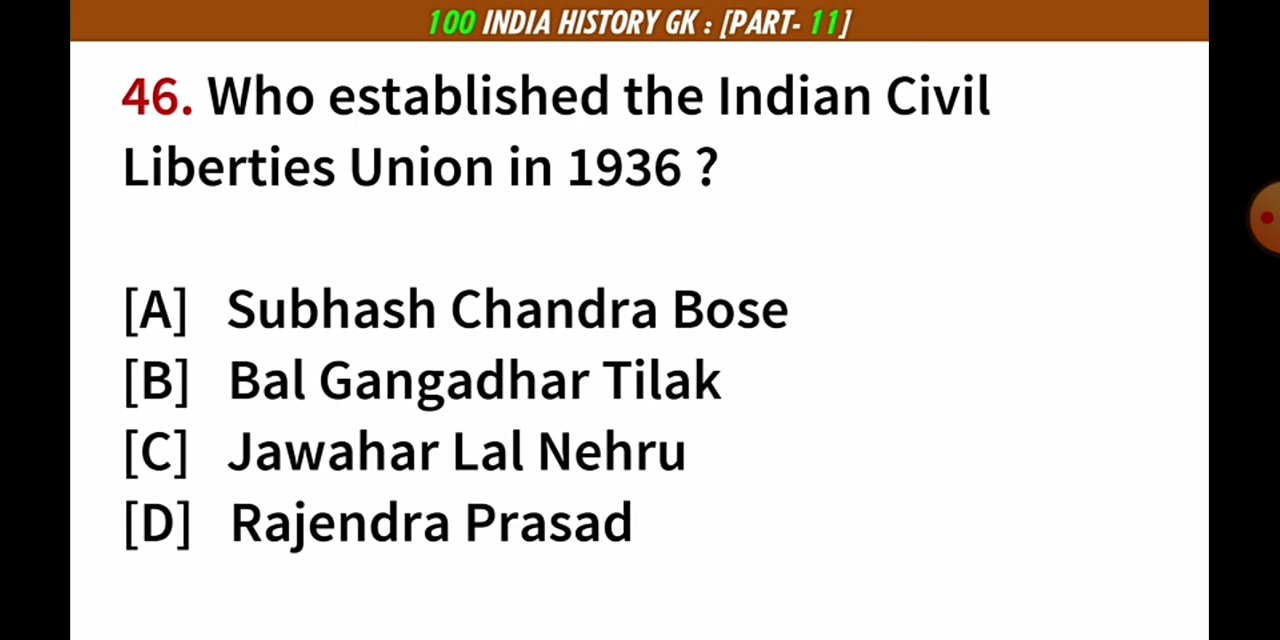 100 INDIA HISTORY GK : [PART- 11]
46. Who established the Indian Civil
Liberties Union in 1936 ?
[A] Subhash Chandra Bose
[B] Bal Gangadhar Tilak
[C] Jawahar Lal Nehru
[D] Rajendra Prasad